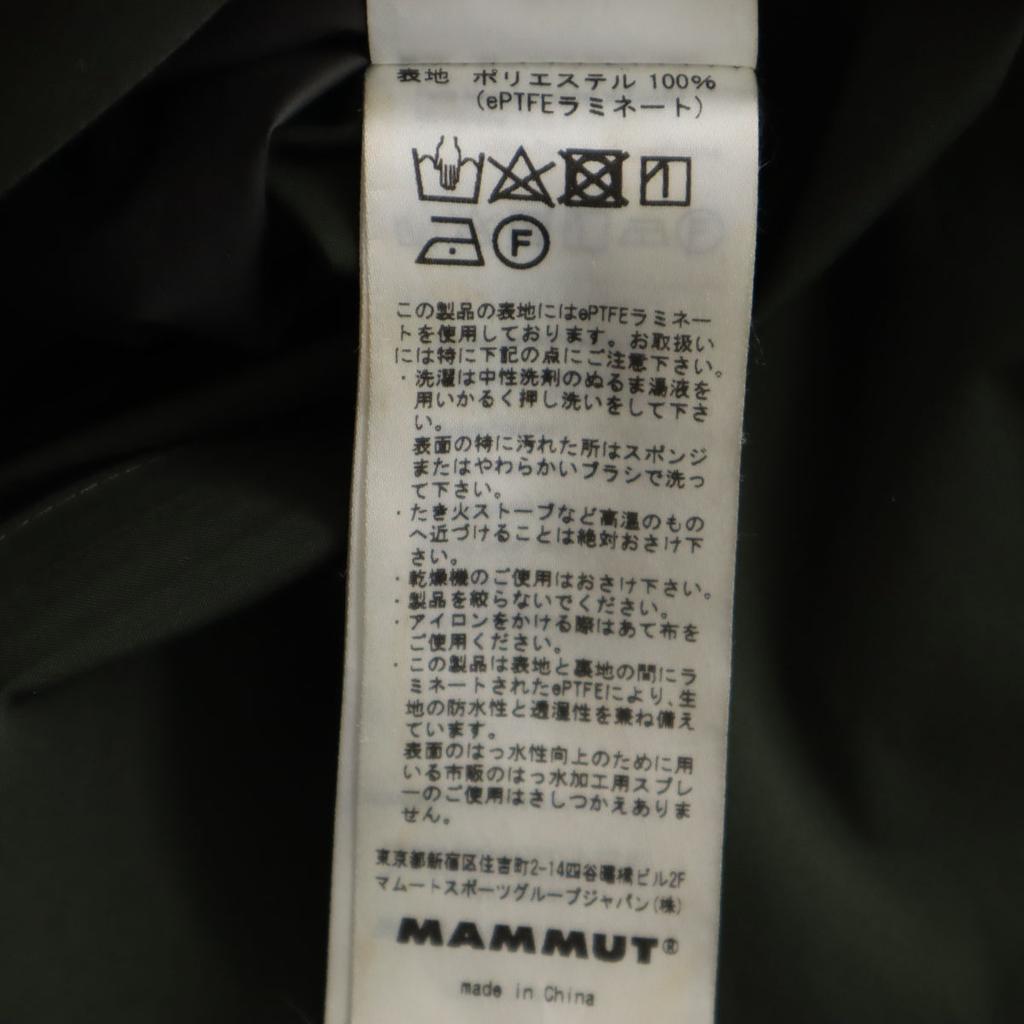 表地 ポリエステル 100%
（ePTFEラミネート）
F
この製品の表地にはePTFEラミネー
トを使用しております。お取扱い
には特に下記の点にご注意下さい。
・洗濯は中性洗剤のぬるま湯液を
用いかるく押し洗いをして下さ
い。
表面の特に汚れた所はスポンジ
またはやわらかいブラシで洗っ
て下さい。
・たき火ストーブなど高温のもの
へ近づけることは絶対おさけ下
さい。
・乾燥機のご使用はおさけ下さい。
・製品を絞らないでください。
・アイロンをかける際はあて布を
ご使用ください。
・この製品は表地と裏地の間にラ
ミネートされたePTFEにより、生
地の防水性と透湿性を兼ね備え
ています。
表面のはっ水性向上のために用
いる市販のはっ水加工用スプレ
ーのご使用はさしつかえありま
せん。
東京都新宿区住吉町2-14四谷曙橋ビル2F
マムートスポーツグループジャパン(株)
MAMMUT®
made in China